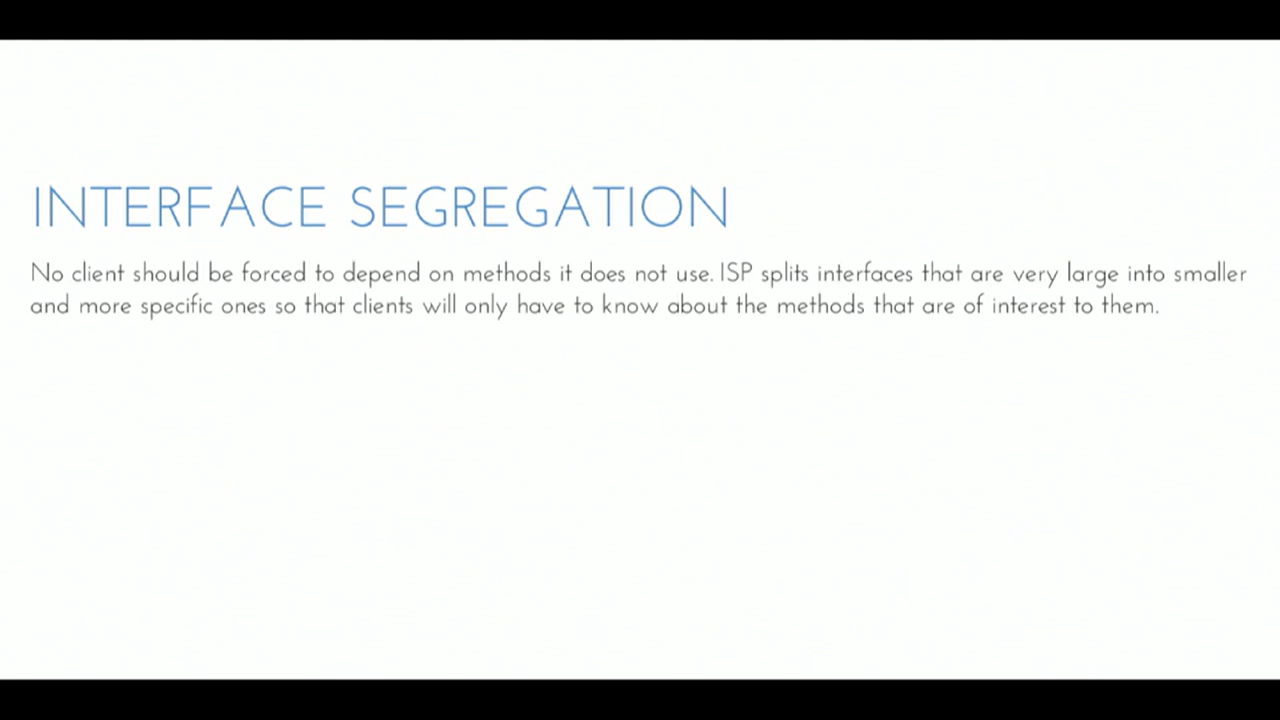 INTERFACE SEGREGATION
No client should be forced to depend on methods it does not use. ISP splits interfaces that are very large into smaller
and more specific ones so that clients will only have to know about the methods that are of interest to them.